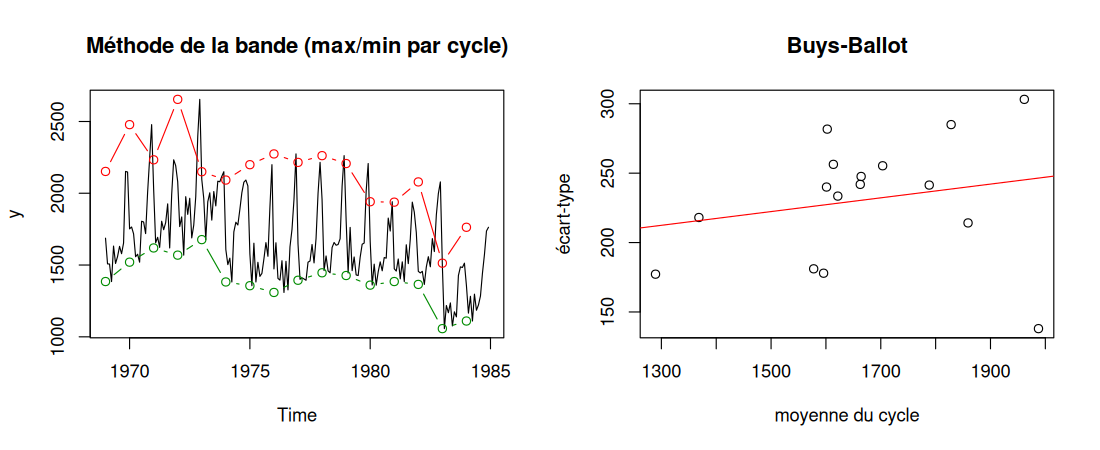 Méthode de la bande (max/min par cycle)
y
2500
2000
1500
1000
1970 1975 1980 1985
Time
Buys-Ballot
écart-type
300
250
200
150
1300 1500 1700 1900
moyenne du cycle